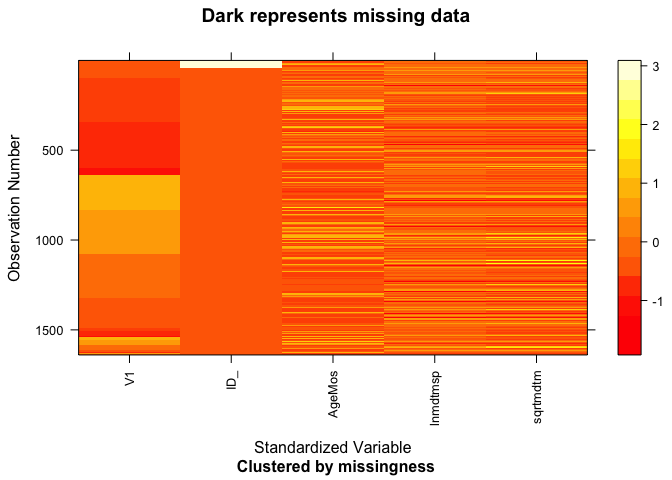 Dark represents missing data
Observation Number
500
1000
1500
3
2
1
0
-1
V1
ID_
AgeMos
lnmdtmsp
sqrtmdtm
Standardized Variable
Clustered by missingness